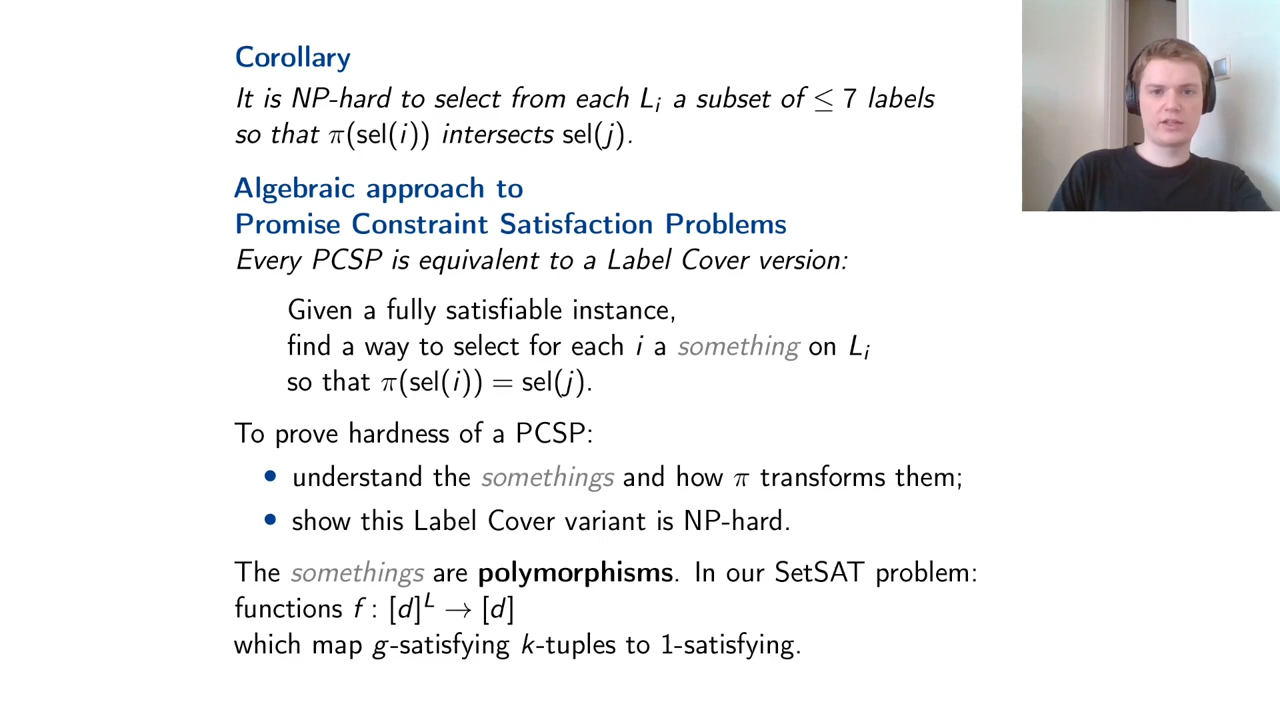 Corollary
It is NP-hard to select from each Lᵢ a subset of ≤ 7 labels
so that π(sel(i)) intersects sel(j).
Algebraic approach to
Promise Constraint Satisfaction Problems
Every PCSP is equivalent to a Label Cover version:
Given a fully satisfiable instance,
find a way to select for each i a something on Lᵢ
so that π(sel(i)) = sel(j).
To prove hardness of a PCSP:
• understand the somethings and how π transforms them;
• show this Label Cover variant is NP-hard.
The somethings are polymorphisms. In our SetSAT problem:
functions f : [d]ᴸ → [d]
which map g-satisfying k-tuples to 1-satisfying.